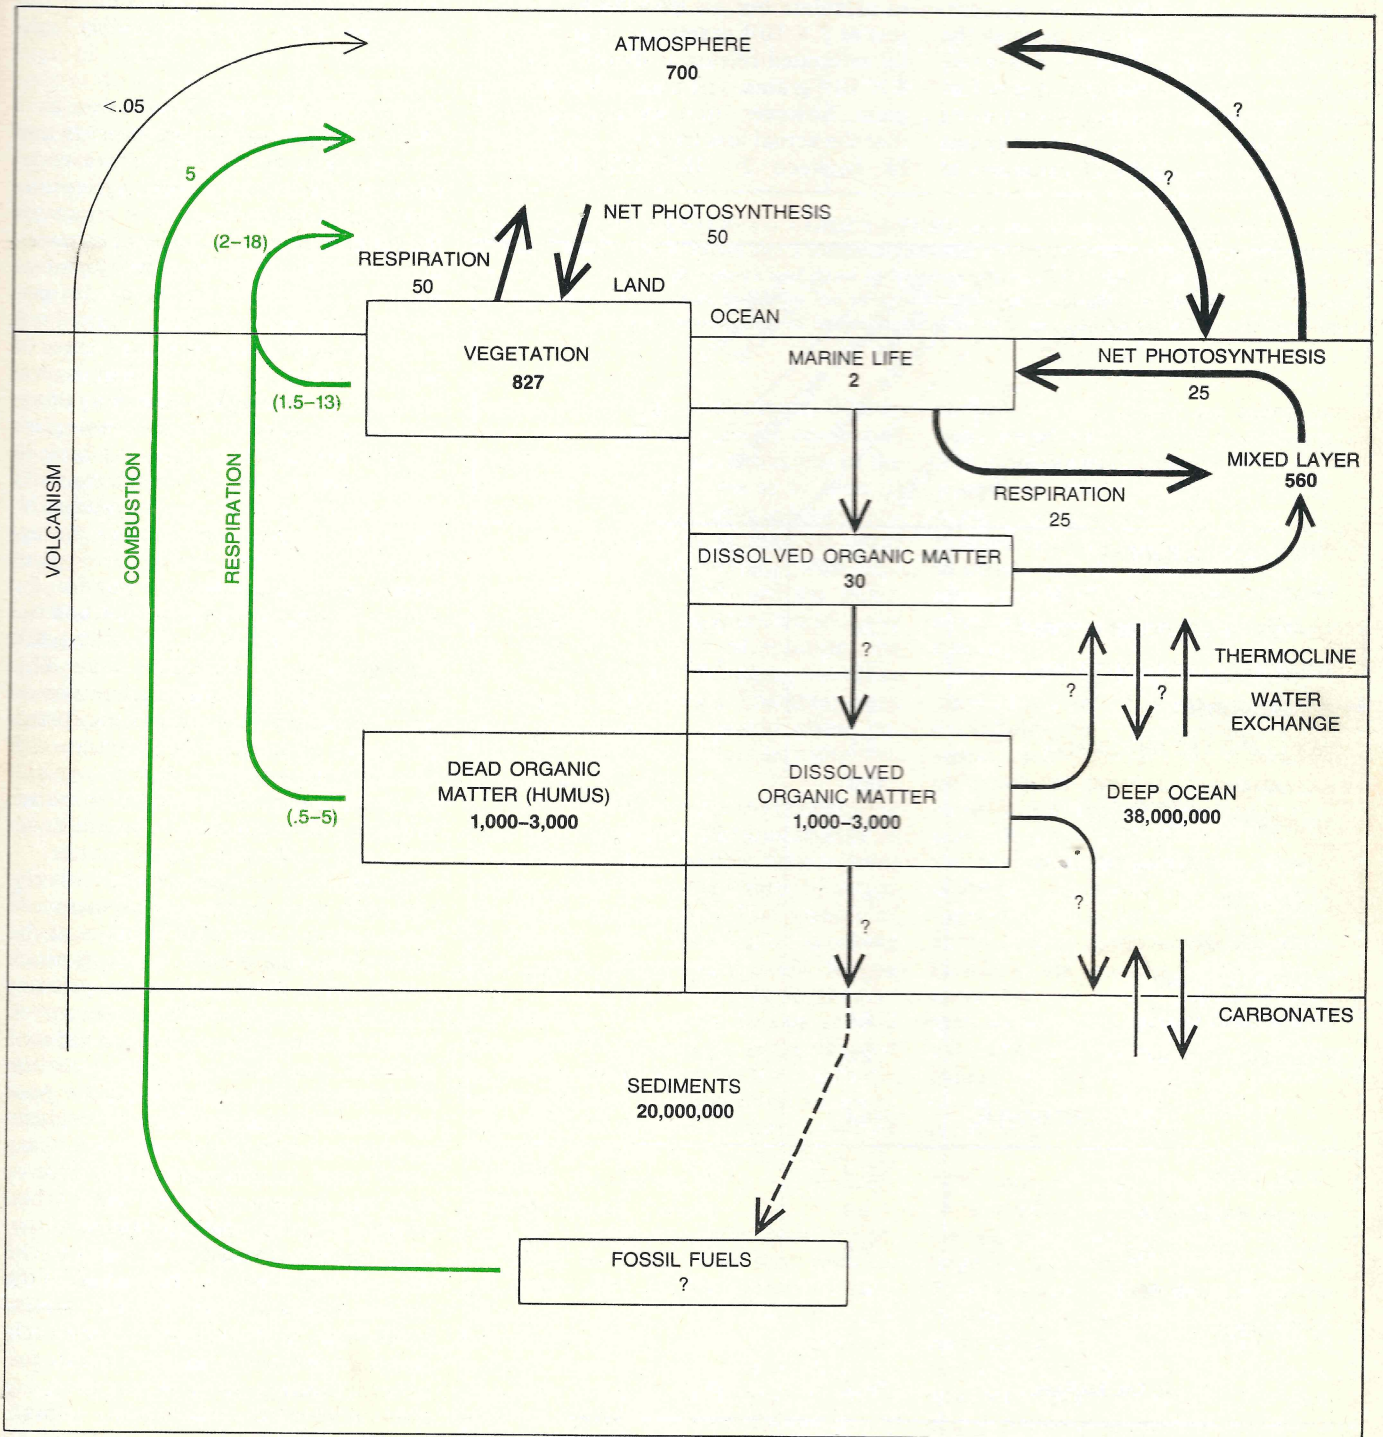 ATMOSPHERE
700
<.05
?
5
?
(2–18)
NET PHOTOSYNTHESIS
50
RESPIRATION
50
LAND
OCEAN
VEGETATION
827
(1.5–13)
MARINE LIFE
2
NET PHOTOSYNTHESIS
25
MIXED LAYER
560
RESPIRATION
25
VOLCANISM
COMBUSTION
RESPIRATION
DISSOLVED ORGANIC MATTER
30
?
THERMOCLINE
?
?
WATER
EXCHANGE
DEAD ORGANIC
MATTER (HUMUS)
1,000–3,000
(.5–5)
DISSOLVED
ORGANIC MATTER
1,000–3,000
DEEP OCEAN
38,000,000
?
?
CARBONATES
SEDIMENTS
20,000,000
FOSSIL FUELS
?